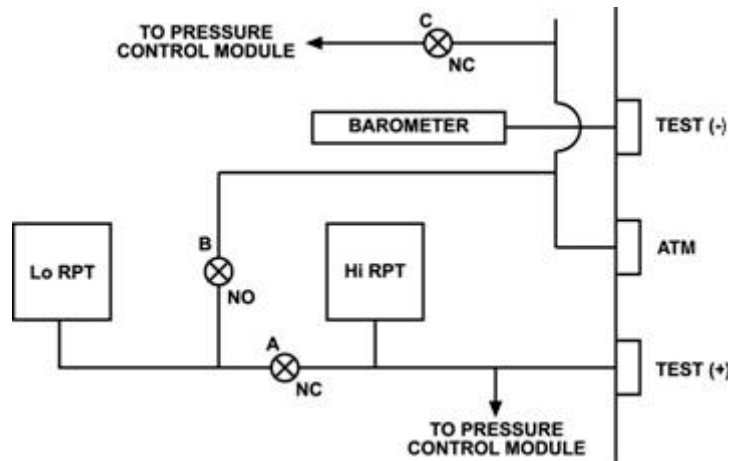 TO PRESSURE
CONTROL MODULE
C
NC
BAROMETER
TEST (-)
B
Lo RPT
NO
Hi RPT
ATM
A
NC
TEST (+)
TO PRESSURE
CONTROL MODULE